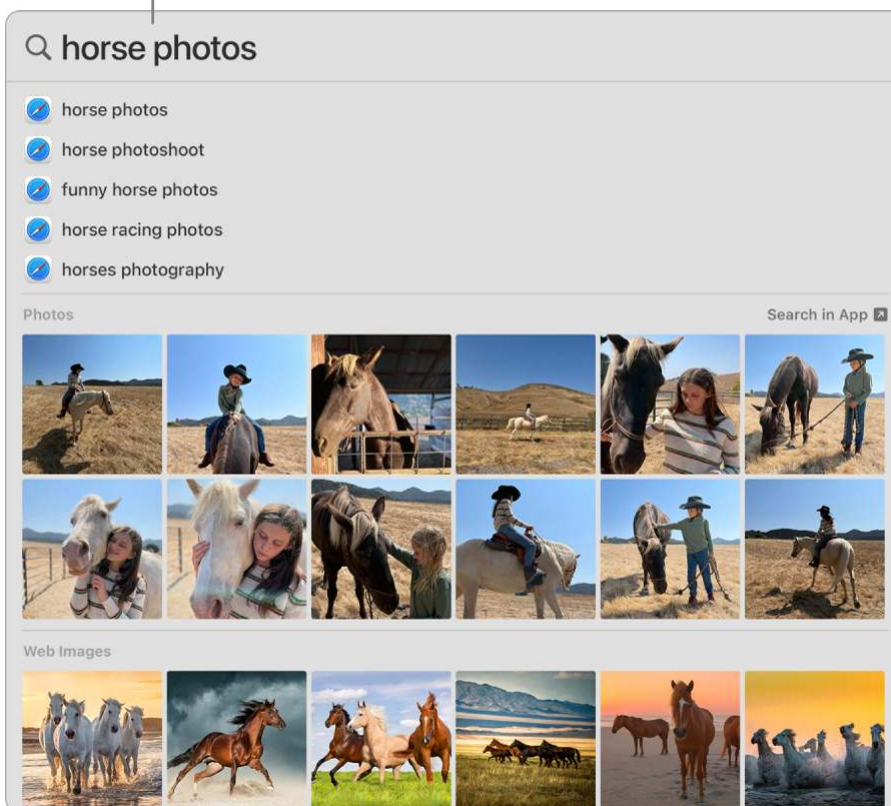 horse photos
horse photos
horse photoshoot
funny horse photos
horse racing photos
horses photography
Photos Search in App
Web Images